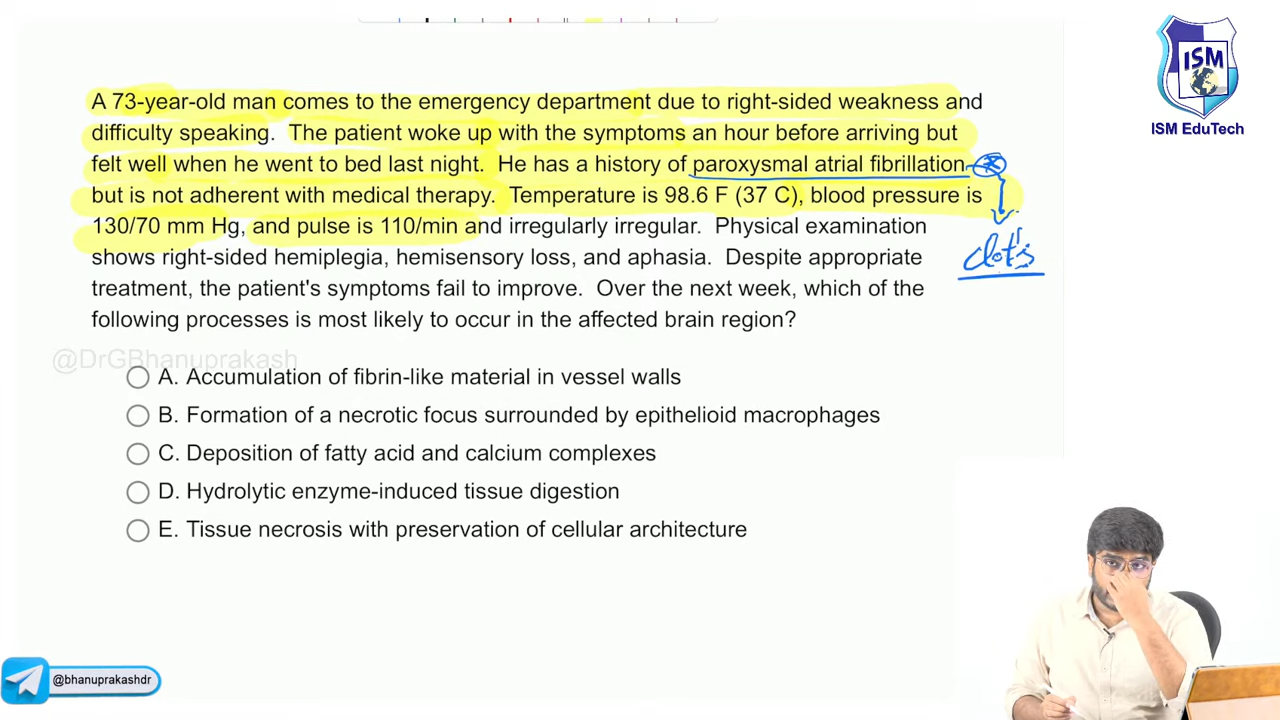 ISM
ISM EduTech
A 73-year-old man comes to the emergency department due to right-sided weakness and
difficulty speaking. The patient woke up with the symptoms an hour before arriving but
felt well when he went to bed last night. He has a history of paroxysmal atrial fibrillation
but is not adherent with medical therapy. Temperature is 98.6 F (37 C), blood pressure is
130/70 mm Hg, and pulse is 110/min and irregularly irregular. Physical examination
shows right-sided hemiplegia, hemisensory loss, and aphasia. Despite appropriate
treatment, the patient's symptoms fail to improve. Over the next week, which of the
following processes is most likely to occur in the affected brain region?
clot's
@DrGBhanuprakash
A. Accumulation of fibrin-like material in vessel walls
B. Formation of a necrotic focus surrounded by epithelioid macrophages
C. Deposition of fatty acid and calcium complexes
D. Hydrolytic enzyme-induced tissue digestion
E. Tissue necrosis with preservation of cellular architecture
@bhanuprakashdr